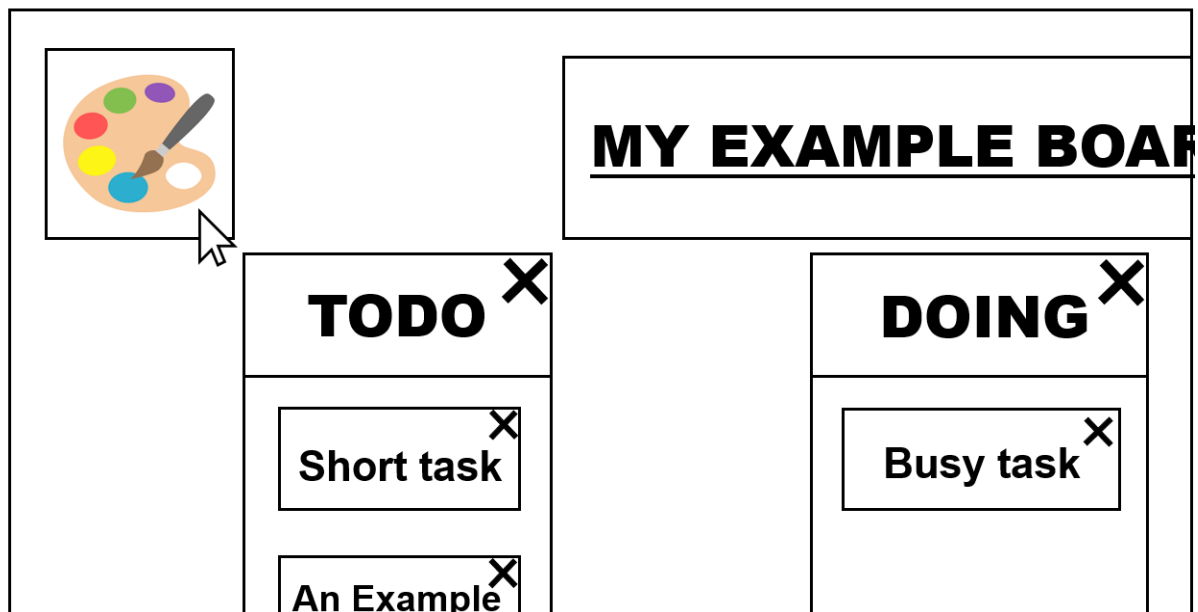 MY EXAMPLE BOAR
TODO
DOING
Short task
Busy task
An Example